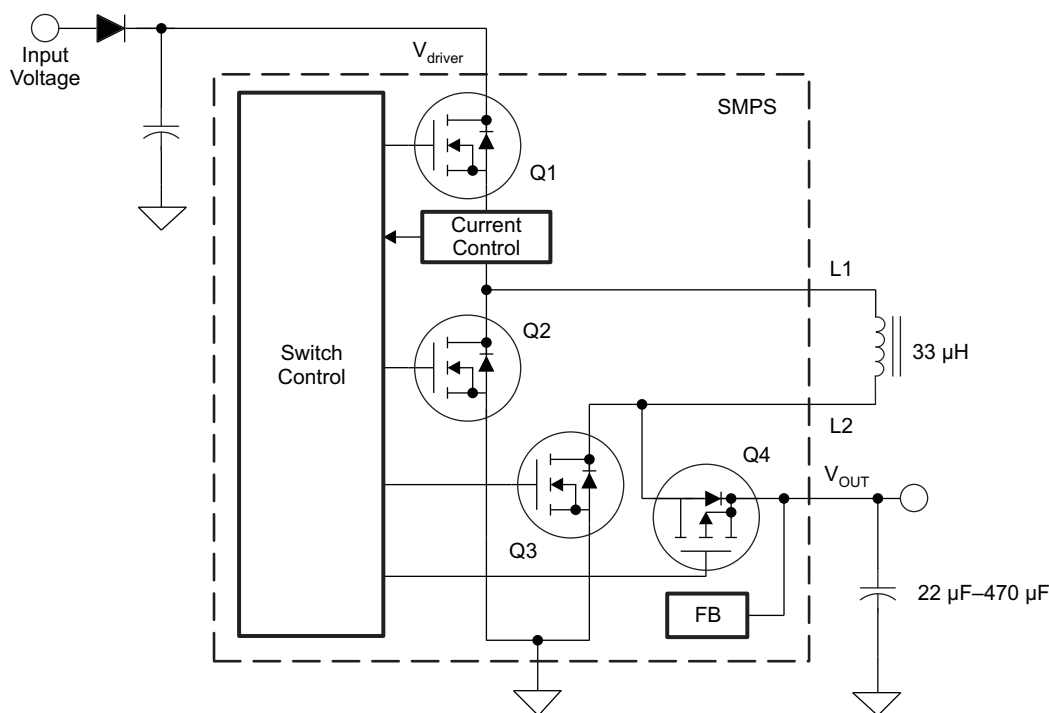 Input
Voltage
V_driver
SMPS
Q1
Current
Control
L1
Q2
Switch
Control
33 µH
L2
Q4
V_OUT
Q3
22 µF–470 µF
FB